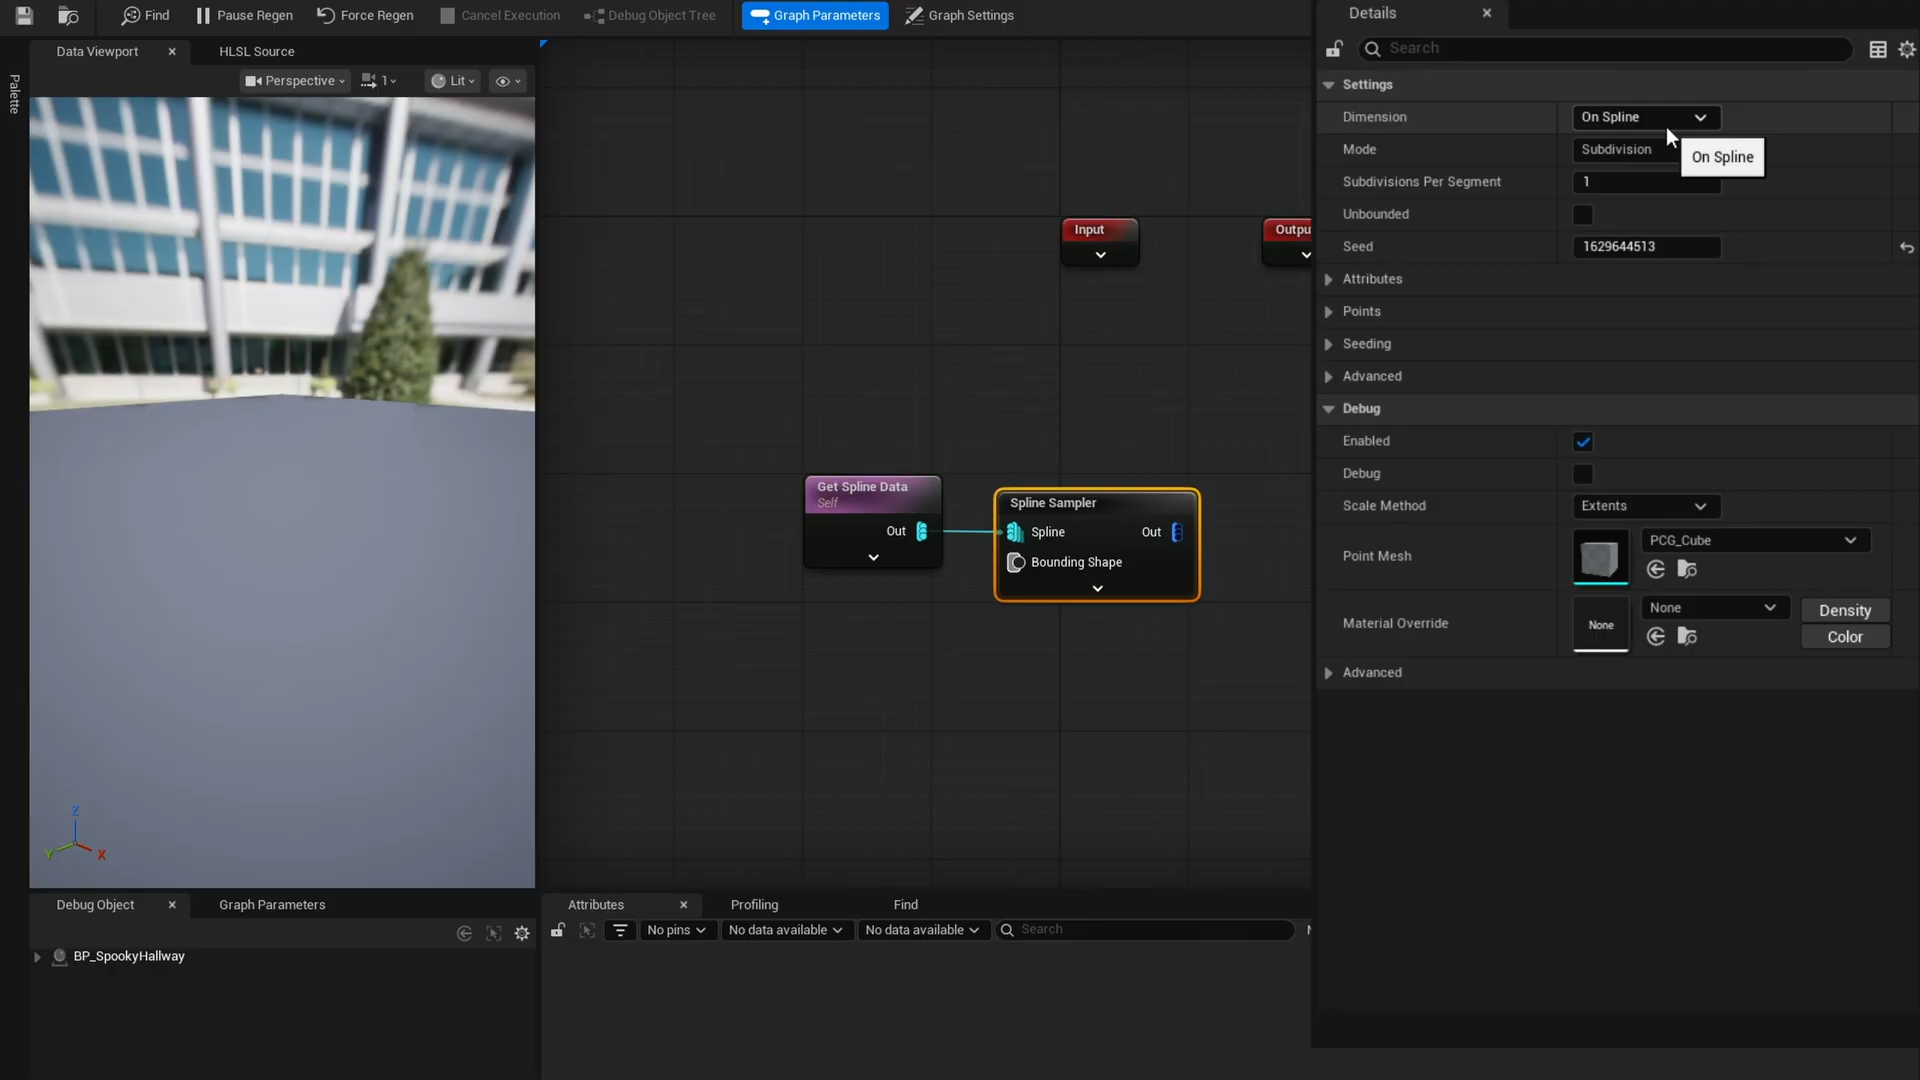 Find
Pause Regen
Force Regen
Cancel Execution
Debug Object Tree
Graph Parameters
Graph Settings
Details
Data Viewport
HLSL Source
Search
Palette
Perspective
1
Lit
Settings
Dimension
On Spline
Mode
Subdivision
On Spline
Subdivisions Per Segment
1
Unbounded
Seed
1629644513
Input
Outpu
Attributes
Points
Seeding
Advanced
Debug
Enabled
Debug
Scale Method
Extents
Point Mesh
PCG_Cube
Material Override
None
None
Density
Color
Advanced
Get Spline Data
Self
Out
Spline Sampler
Spline
Out
Bounding Shape
Z
Y
X
Debug Object
Graph Parameters
Attributes
Profiling
Find
No pins
No data available
No data available
Search
BP_SpookyHallway